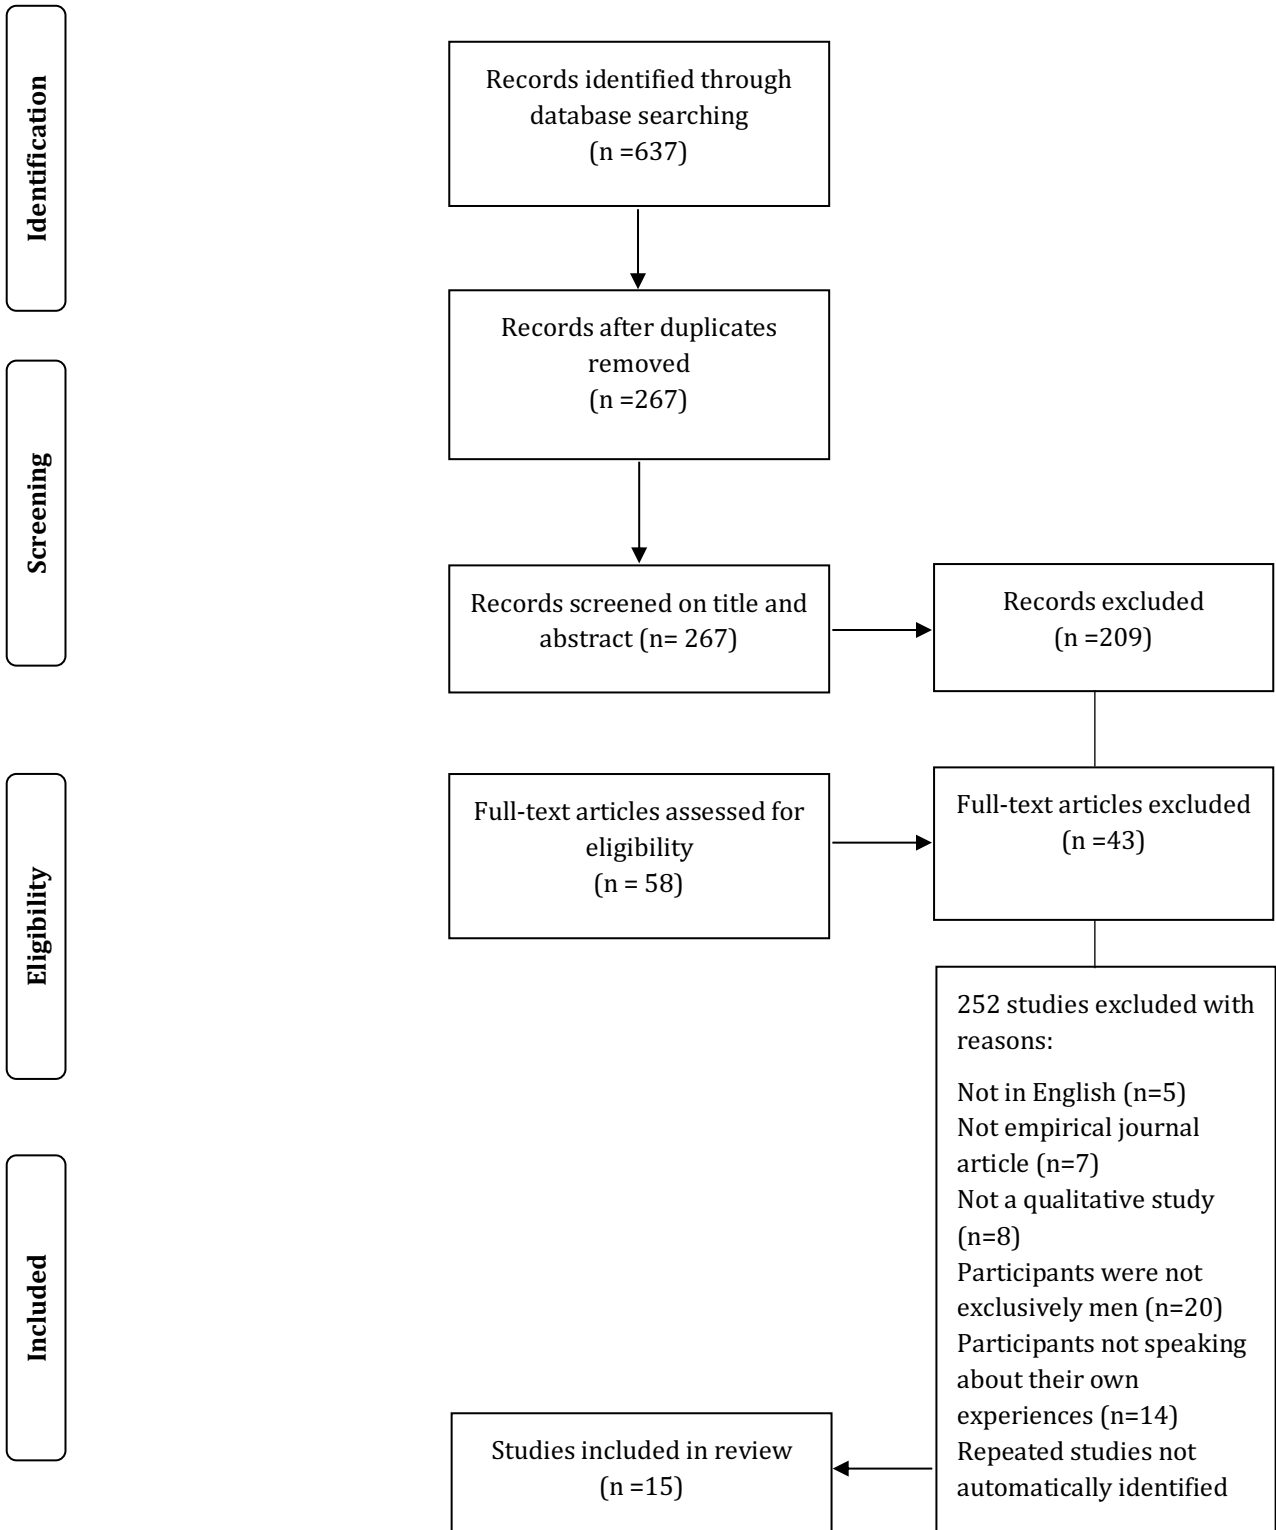 Identification
Records identified through
database searching
(n =637)
Records after duplicates
removed
(n =267)
Screening
Records screened on title and
abstract (n= 267)
Records excluded
(n =209)
Eligibility
Full-text articles assessed for
eligibility
(n = 58)
Full-text articles excluded
(n =43)
252 studies excluded with
reasons:
Not in English (n=5)
Not empirical journal
article (n=7)
Not a qualitative study
(n=8)
Participants were not
exclusively men (n=20)
Participants not speaking
about their own
experiences (n=14)
Repeated studies not
automatically identified
Included
Studies included in review
(n =15)